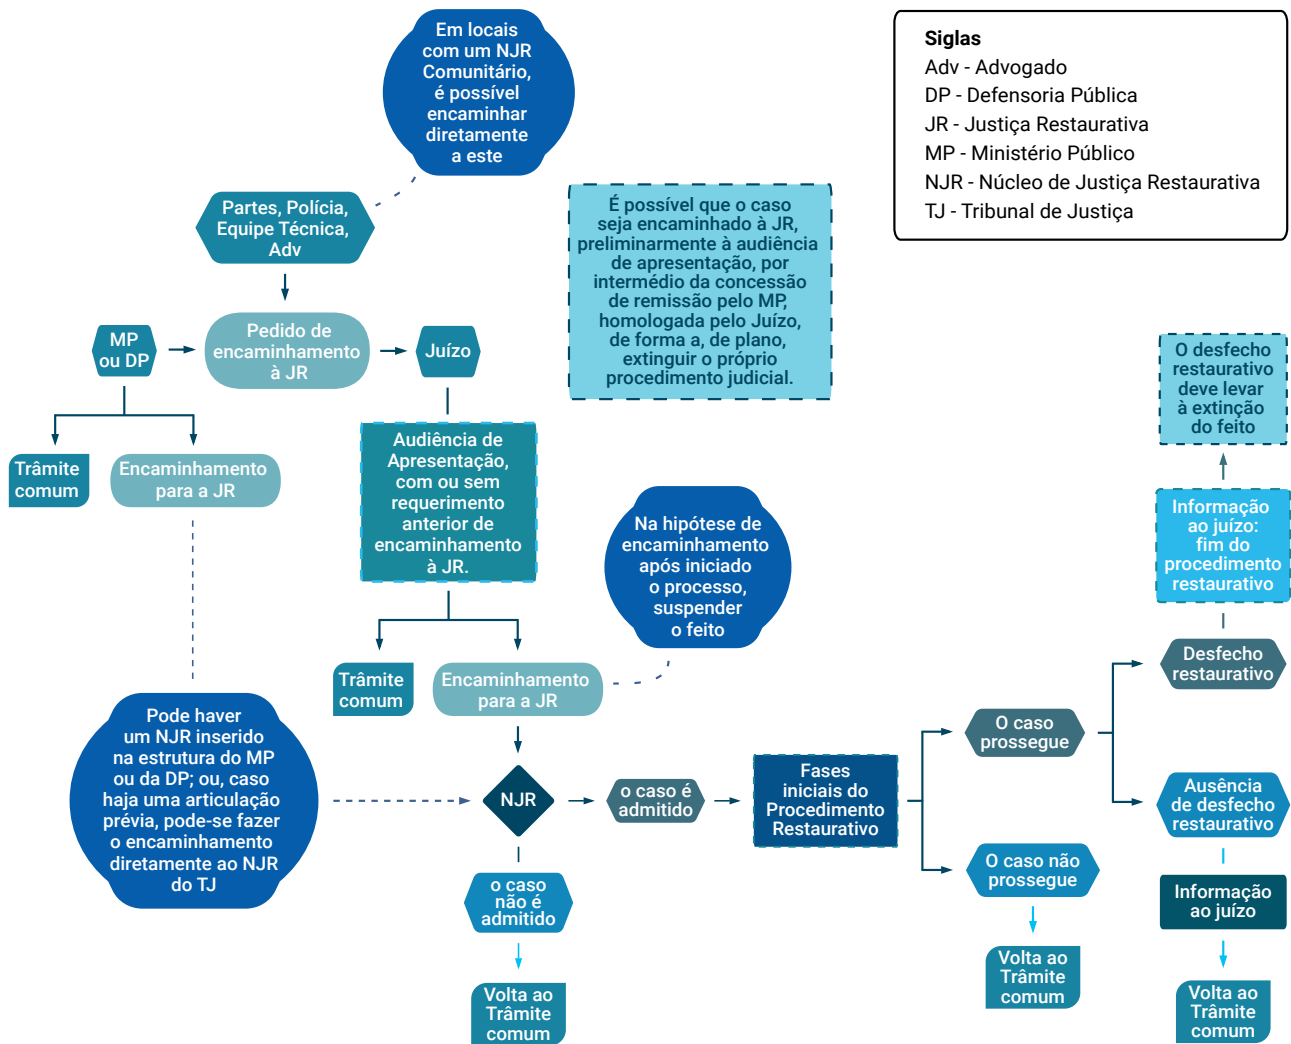 Em locais
com um NJR
Comunitário,
é possível
encaminhar
diretamente
a este
Siglas
Adv - Advogado
DP - Defensoria Pública
JR - Justiça Restaurativa
MP - Ministério Público
NJR - Núcleo de Justiça Restaurativa
TJ - Tribunal de Justiça
Partes, Polícia,
Equipe Técnica,
Adv
É possível que o caso
seja encaminhado à JR,
preliminarmente à audiência
de apresentação, por
intermédio da concessão
de remissão pelo MP,
homologada pelo Juízo,
de forma a, de plano,
extinguir o próprio
procedimento judicial.
MP
ou DP
Pedido de
encaminhamento
à JR
Juízo
Trâmite
comum
Encaminhamento
para a JR
Audiência de
Apresentação,
com ou sem
requerimento
anterior de
encaminhamento
à JR.
Na hipótese de
encaminhamento
após iniciado
o processo,
suspender
o feito
Trâmite
comum
Encaminhamento
para a JR
Pode haver
um NJR inserido
na estrutura do MP
ou da DP; ou, caso
haja uma articulação
prévia, pode-se fazer
o encaminhamento
diretamente ao NJR
do TJ
NJR
o caso é
admitido
o caso
não é
admitido
Volta ao
Trâmite
comum
Fases
iniciais do
Procedimento
Restaurativo
O caso
prossegue
O caso não
prossegue
Volta ao
Trâmite
comum
O desfecho
restaurativo
deve levar
à extinção
do feito
Informação
ao juízo:
fim do
procedimento
restaurativo
Desfecho
restaurativo
Ausência
de desfecho
restaurativo
Informação
ao juízo
Volta ao
Trâmite
comum